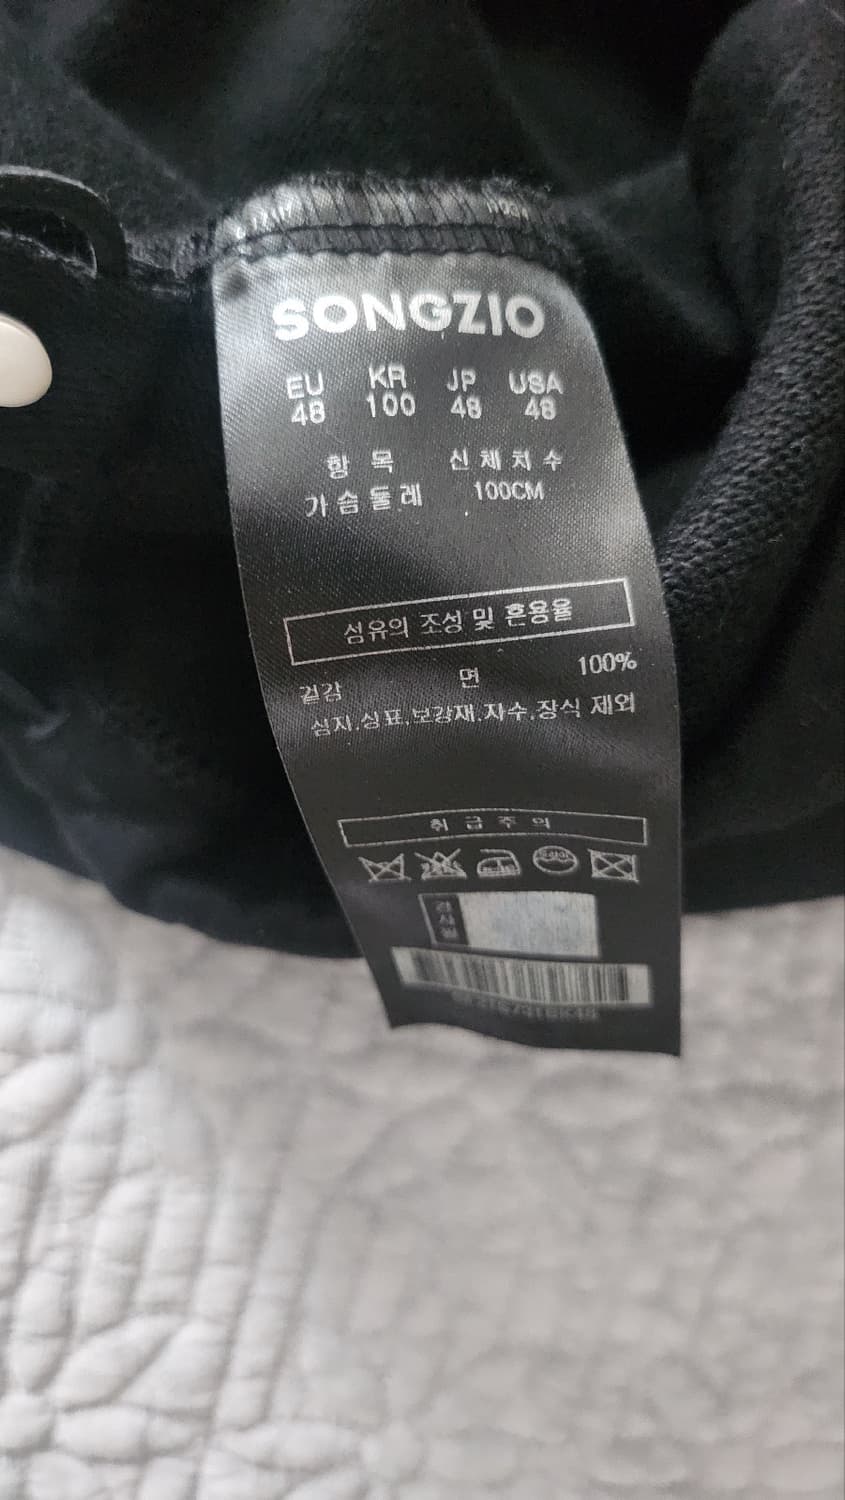 SONGZIO
EU KR JP USA
48 100 48 48
항 목 신 체 치 수
가 슴 둘 레 100CM
섬유의 조성 및 혼용율
겉감 면 100%
심지.상표.보강재.자수.장식 제외
취 급 주 의